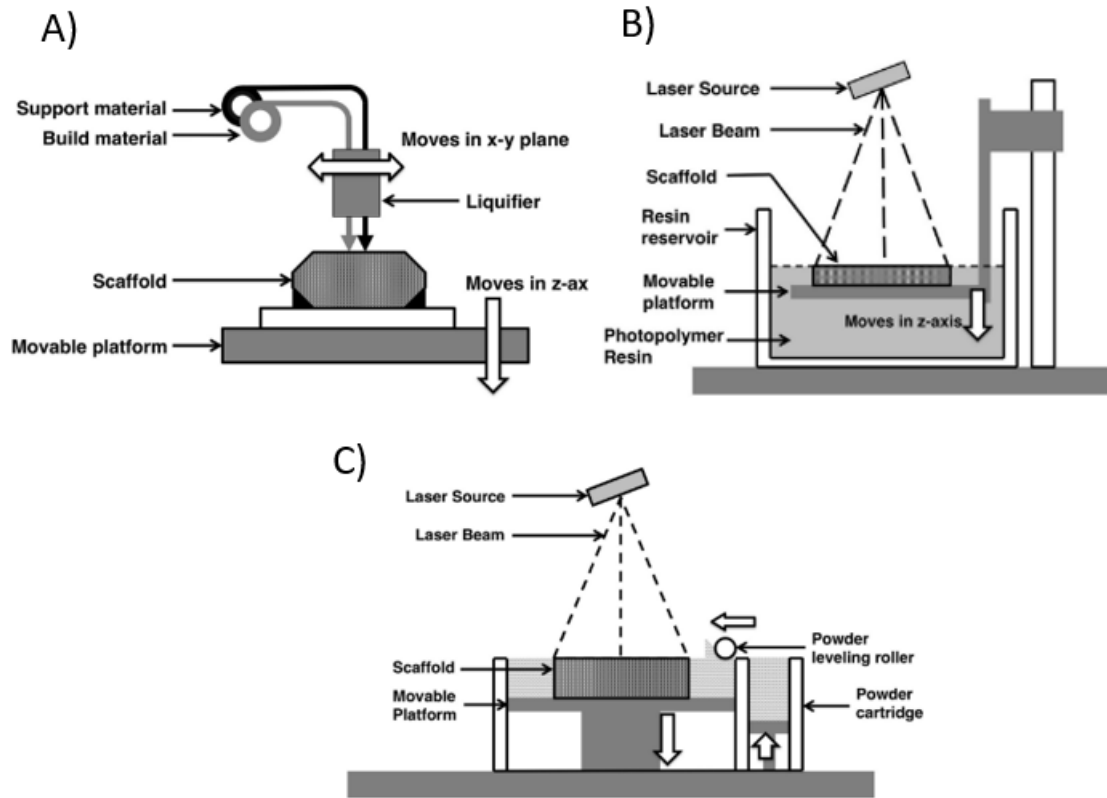 A)
Support material
Build material
Moves in x-y plane
Liquifier
Scaffold
Moves in z-ax
Movable platform
B)
Laser Source
Laser Beam
Scaffold
Resin
reservoir
Movable
platform
Moves in z-axis
Photopolymer
Resin
C)
Laser Source
Laser Beam
Powder
leveling roller
Scaffold
Movable
Platform
Powder
cartridge